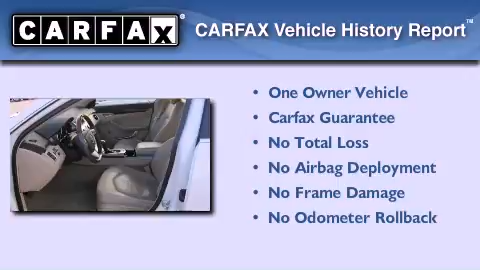 CARFAX® CARFAX Vehicle History Report™
• One Owner Vehicle
• Carfax Guarantee
• No Total Loss
• No Airbag Deployment
• No Frame Damage
• No Odometer Rollback